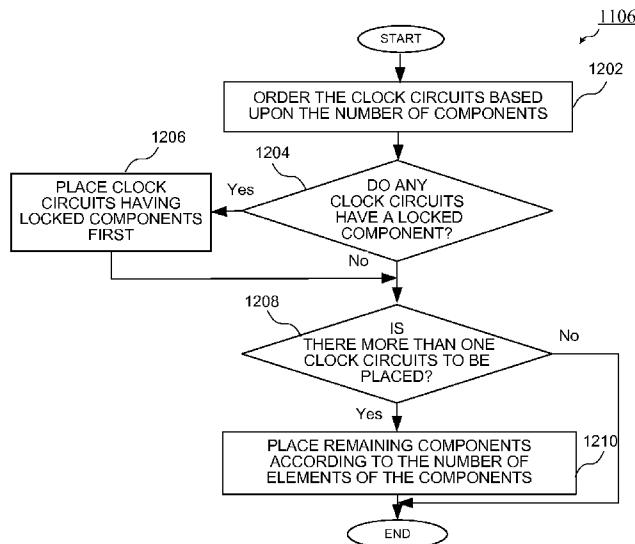 1106
START
1202
ORDER THE CLOCK CIRCUITS BASED
UPON THE NUMBER OF COMPONENTS
1206
1204
PLACE CLOCK
CIRCUITS HAVING
LOCKED COMPONENTS
FIRST
Yes
DO ANY
CLOCK CIRCUITS
HAVE A LOCKED
COMPONENT?
No
1208
IS
THERE MORE THAN ONE
CLOCK CIRCUITS TO BE
PLACED?
No
Yes
PLACE REMAINING COMPONENTS
ACCORDING TO THE NUMBER OF
ELEMENTS OF THE COMPONENTS
1210
END